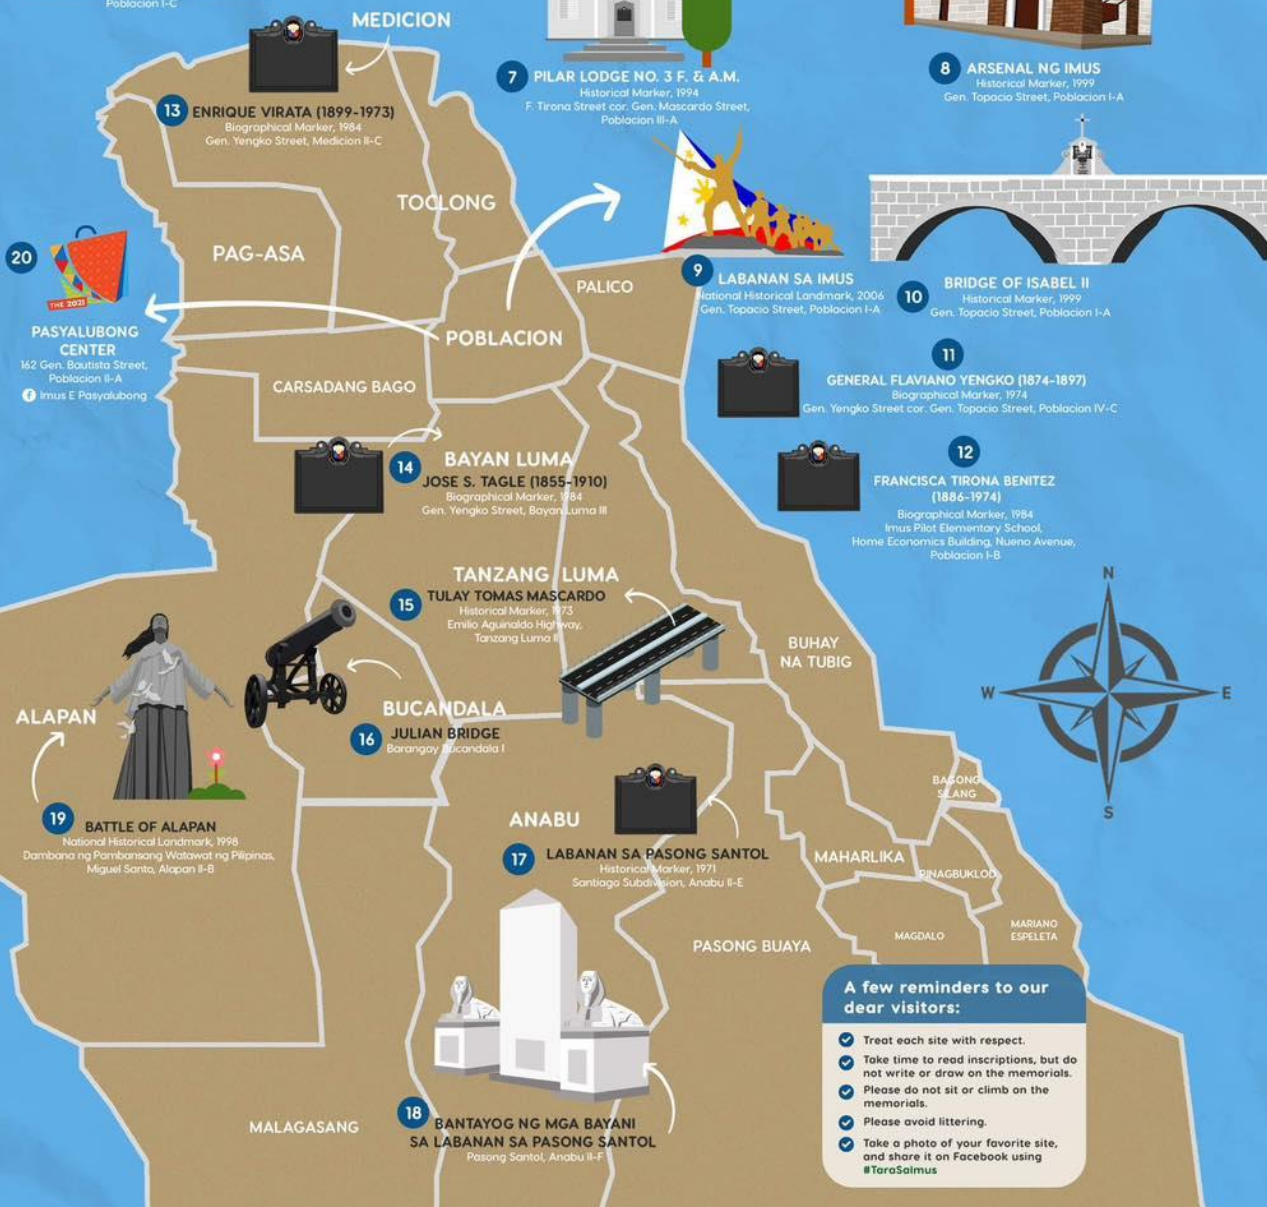 Poblacion I-C
MEDICION
7 PILAR LODGE NO. 3 F. & A.M.
Historical Marker, 1994
F. Tirona Street cor. Gen. Mascardo Street,
Poblacion III-A
8 ARSENAL NG IMUS
Historical Marker, 1999
Gen. Topacio Street, Poblacion I-A
13 ENRIQUE VIRATA (1899-1973)
Biographical Marker, 1984
Gen. Yengko Street, Medicion II-C
TOCLONG
PAG-ASA
20
THE 2021
PASYALUBONG
CENTER
162 Gen. Bautista Street,
Poblacion II-A
f Imus E Pasyalubong
PALICO
POBLACION
9 LABANAN SA IMUS
National Historical Landmark, 2006
Gen. Topacio Street, Poblacion I-A
10 BRIDGE OF ISABEL II
Historical Marker, 1999
Gen. Topacio Street, Poblacion I-A
11
GENERAL FLAVIANO YENGKO (1874-1897)
Biographical Marker, 1974
Gen. Yengko Street cor. Gen. Topacio Street, Poblacion IV-C
CARSADANG BAGO
12
FRANCISCA TIRONA BENITEZ
(1886-1974)
Biographical Marker, 1984
Imus Pilot Elementary School,
Home Economics Building, Nueno Avenue,
Poblacion I-B
BAYAN LUMA
14 JOSE S. TAGLE (1855-1910)
Biographical Marker, 1984
Gen. Yengko Street, Bayan Luma III
TANZANG LUMA
15 TULAY TOMAS MASCARDO
Historical Marker, 1973
Emilio Aguinaldo Highway,
Tanzang Luma II
BUHAY
NA TUBIG
N
W
E
S
ALAPAN
BUCANDALA
16 JULIAN BRIDGE
Barangay Bucandala I
19 BATTLE OF ALAPAN
National Historical Landmark, 1998
Dambana ng Pambansang Watawat ng Pilipinas,
Miguel Santo, Alapan II-B
BAGONG
SILANG
ANABU
17 LABANAN SA PASONG SANTOL
Historical Marker, 1971
Santiago Subdivision, Anabu II-E
MAHARLIKA
PINAGBUKLOD
MAGDALO
MARIANO
ESPELETA
PASONG BUAYA
18 BANTAYOG NG MGA BAYANI
SA LABANAN SA PASONG SANTOL
Pasong Santol, Anabu II-F
MALAGASANG
A few reminders to our
dear visitors:
Treat each site with respect.
Take time to read inscriptions, but do
not write or draw on the memorials.
Please do not sit or climb on the
memorials.
Please avoid littering.
Take a photo of your favorite site,
and share it on Facebook using
#TaraSaImus